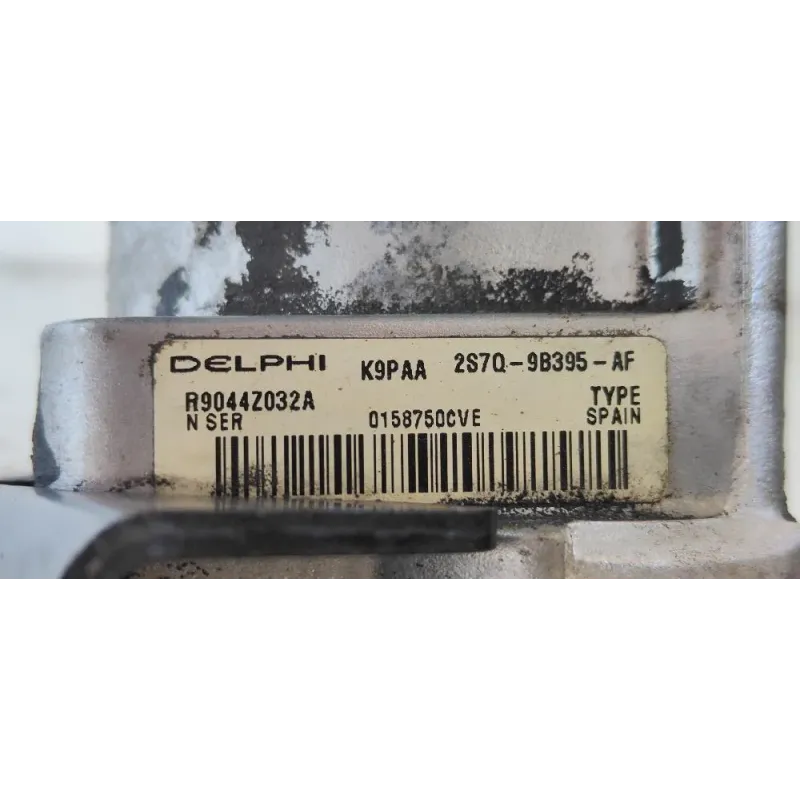 DELPHI K9PAA 2S7Q-9B395-AF
R9044Z032A TYPE
N SER 0158750CVE SPAIN